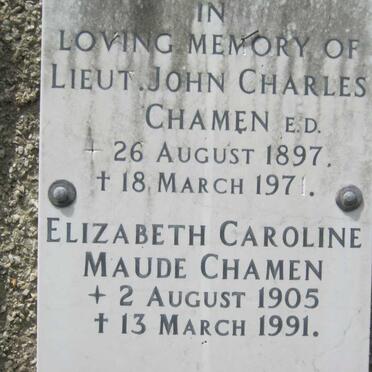 IN
LOVING MEMORY OF
LIEUT. JOHN CHARLES
CHAMEN E.D.
+ 26 AUGUST 1897.
† 18 MARCH 1971.
ELIZABETH CAROLINE
MAUDE CHAMEN
+ 2 AUGUST 1905
† 13 MARCH 1991.